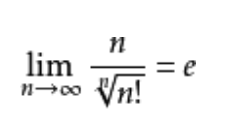 lim n→∞ n / ⁿ√n! = e